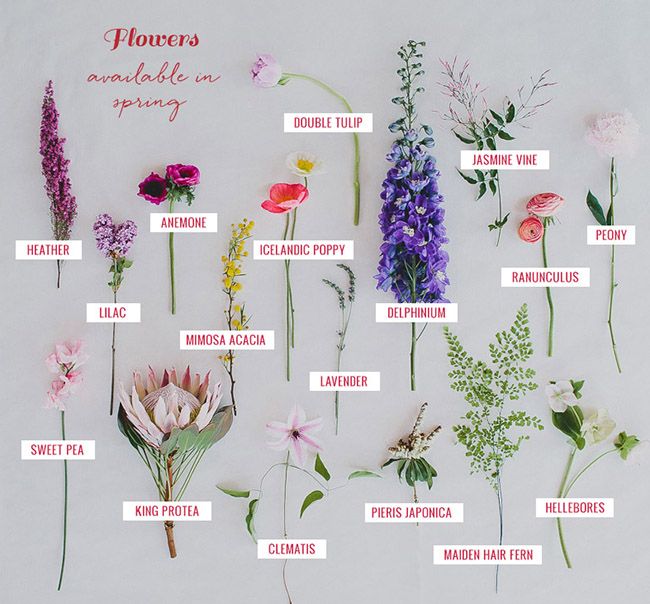 Flowers
available in
spring
DOUBLE TULIP
JASMINE VINE
ANEMONE
HEATHER
ICELANDIC POPPY
PEONY
RANUNCULUS
LILAC
DELPHINIUM
MIMOSA ACACIA
LAVENDER
SWEET PEA
KING PROTEA
PIERIS JAPONICA
HELLEBORES
CLEMATIS
MAIDEN HAIR FERN